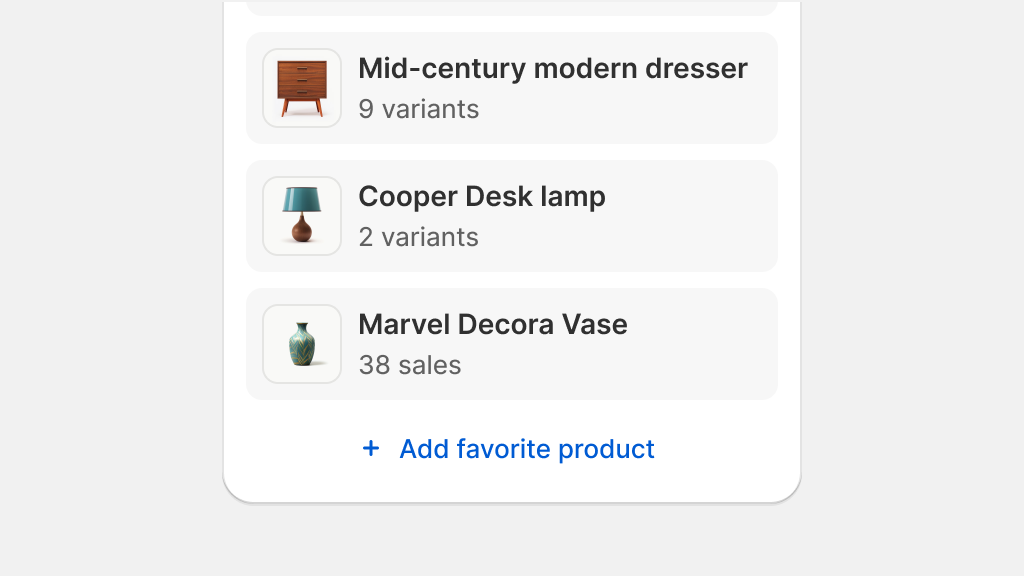 Mid-century modern dresser
9 variants
Cooper Desk lamp
2 variants
Marvel Decora Vase
38 sales
+ Add favorite product